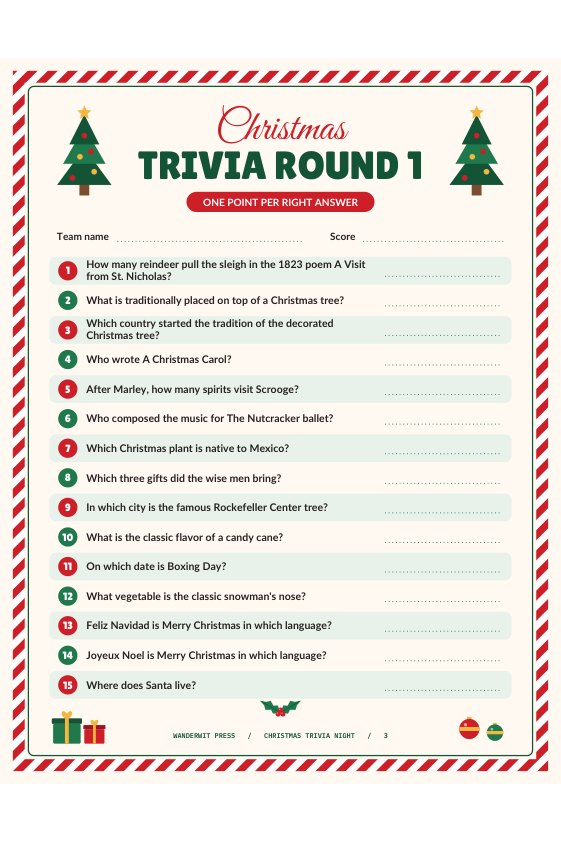 Christmas
TRIVIA ROUND 1
ONE POINT PER RIGHT ANSWER
Team name
Score
1 How many reindeer pull the sleigh in the 1823 poem A Visit
from St. Nicholas?
2 What is traditionally placed on top of a Christmas tree?
3 Which country started the tradition of the decorated
Christmas tree?
4 Who wrote A Christmas Carol?
5 After Marley, how many spirits visit Scrooge?
6 Who composed the music for The Nutcracker ballet?
7 Which Christmas plant is native to Mexico?
8 Which three gifts did the wise men bring?
9 In which city is the famous Rockefeller Center tree?
10 What is the classic flavor of a candy cane?
11 On which date is Boxing Day?
12 What vegetable is the classic snowman's nose?
13 Feliz Navidad is Merry Christmas in which language?
14 Joyeux Noel is Merry Christmas in which language?
15 Where does Santa live?
WANDERWIT PRESS / CHRISTMAS TRIVIA NIGHT / 3